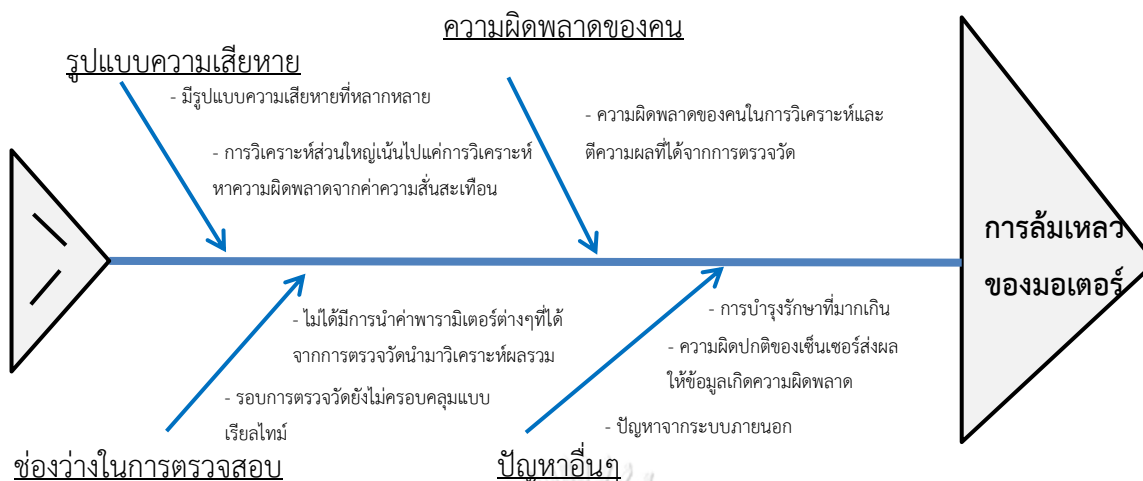 ความผิดพลาดของคน
รูปแบบความเสียหาย
- มีรูปแบบความเสียหายที่หลากหลาย
- การวิเคราะห์ส่วนใหญ่เน้นไปแค่การวิเคราะห์
หาความผิดพลาดจากค่าความสั่นสะเทือน
- ความผิดพลาดของคนในการวิเคราะห์และ
ตีความผลที่ได้จากการตรวจวัด
การล้มเหลว
ของมอเตอร์
- ไม่ได้มีการนำค่าพารามิเตอร์ต่างๆที่ได้
จากการตรวจวัดนำมาวิเคราะห์ผลรวม
- รอบการตรวจวัดยังไม่ครอบคลุมแบบ
เรียลไทม์
- การบำรุงรักษาที่มากเกิน
- ความผิดปกติของเซ็นเซอร์ส่งผล
ให้ข้อมูลเกิดความผิดพลาด
- ปัญหาจากระบบภายนอก
ช่องว่างในการตรวจสอบ
ปัญหาอื่นๆ